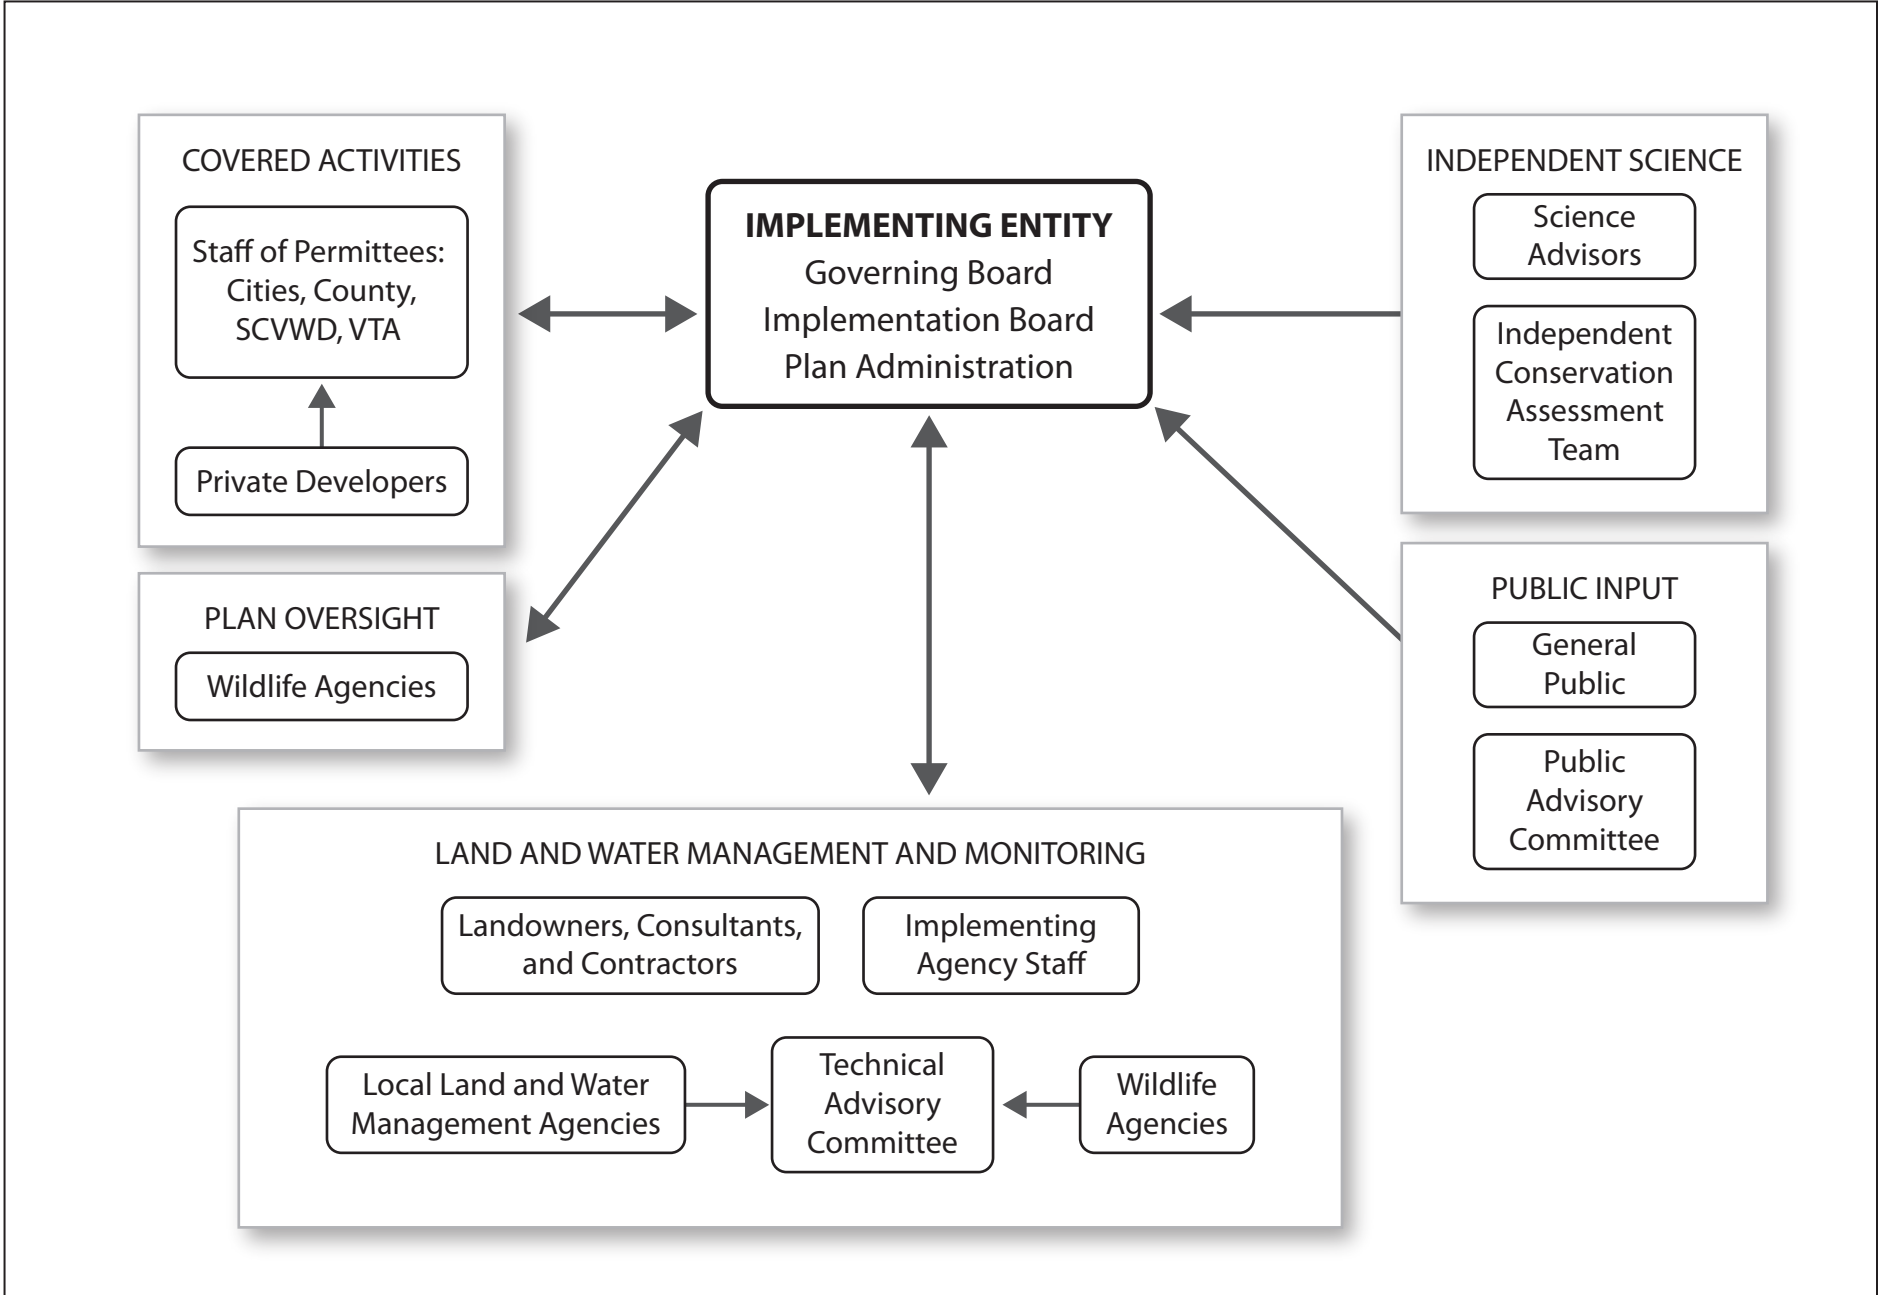 COVERED ACTIVITIES
Staff of Permittees:
Cities, County,
SCVWD, VTA
Private Developers
PLAN OVERSIGHT
Wildlife Agencies
IMPLEMENTING ENTITY
Governing Board
Implementation Board
Plan Administration
INDEPENDENT SCIENCE
Science
Advisors
Independent
Conservation
Assessment
Team
PUBLIC INPUT
General
Public
Public
Advisory
Committee
LAND AND WATER MANAGEMENT AND MONITORING
Landowners, Consultants,
and Contractors
Implementing
Agency Staff
Local Land and Water
Management Agencies
Technical
Advisory
Committee
Wildlife
Agencies